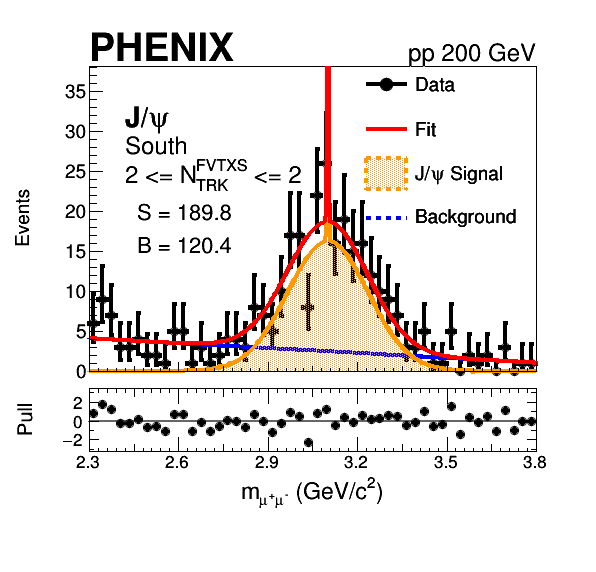 PHENIX pp 200 GeV
J/ψ
South
2 <= N_TRK^FVTXS <= 2
S = 189.8
B = 120.4
Data
Fit
J/ψ Signal
Background
Events
35
30
25
20
15
10
5
0
Pull
2
0
−2
2.3 2.6 2.9 3.2 3.5 3.8
m_μ⁺μ⁻ (GeV/c²)